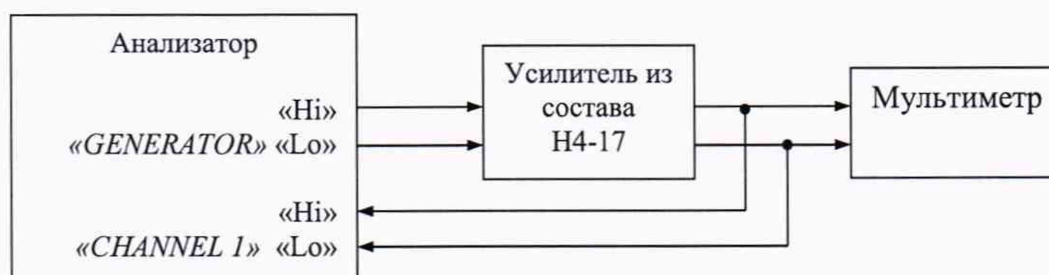 Анализатор
«Hi»
«GENERATOR» «Lo»
«Hi»
«CHANNEL 1» «Lo»
Усилитель из
состава
Н4-17
Мультиметр